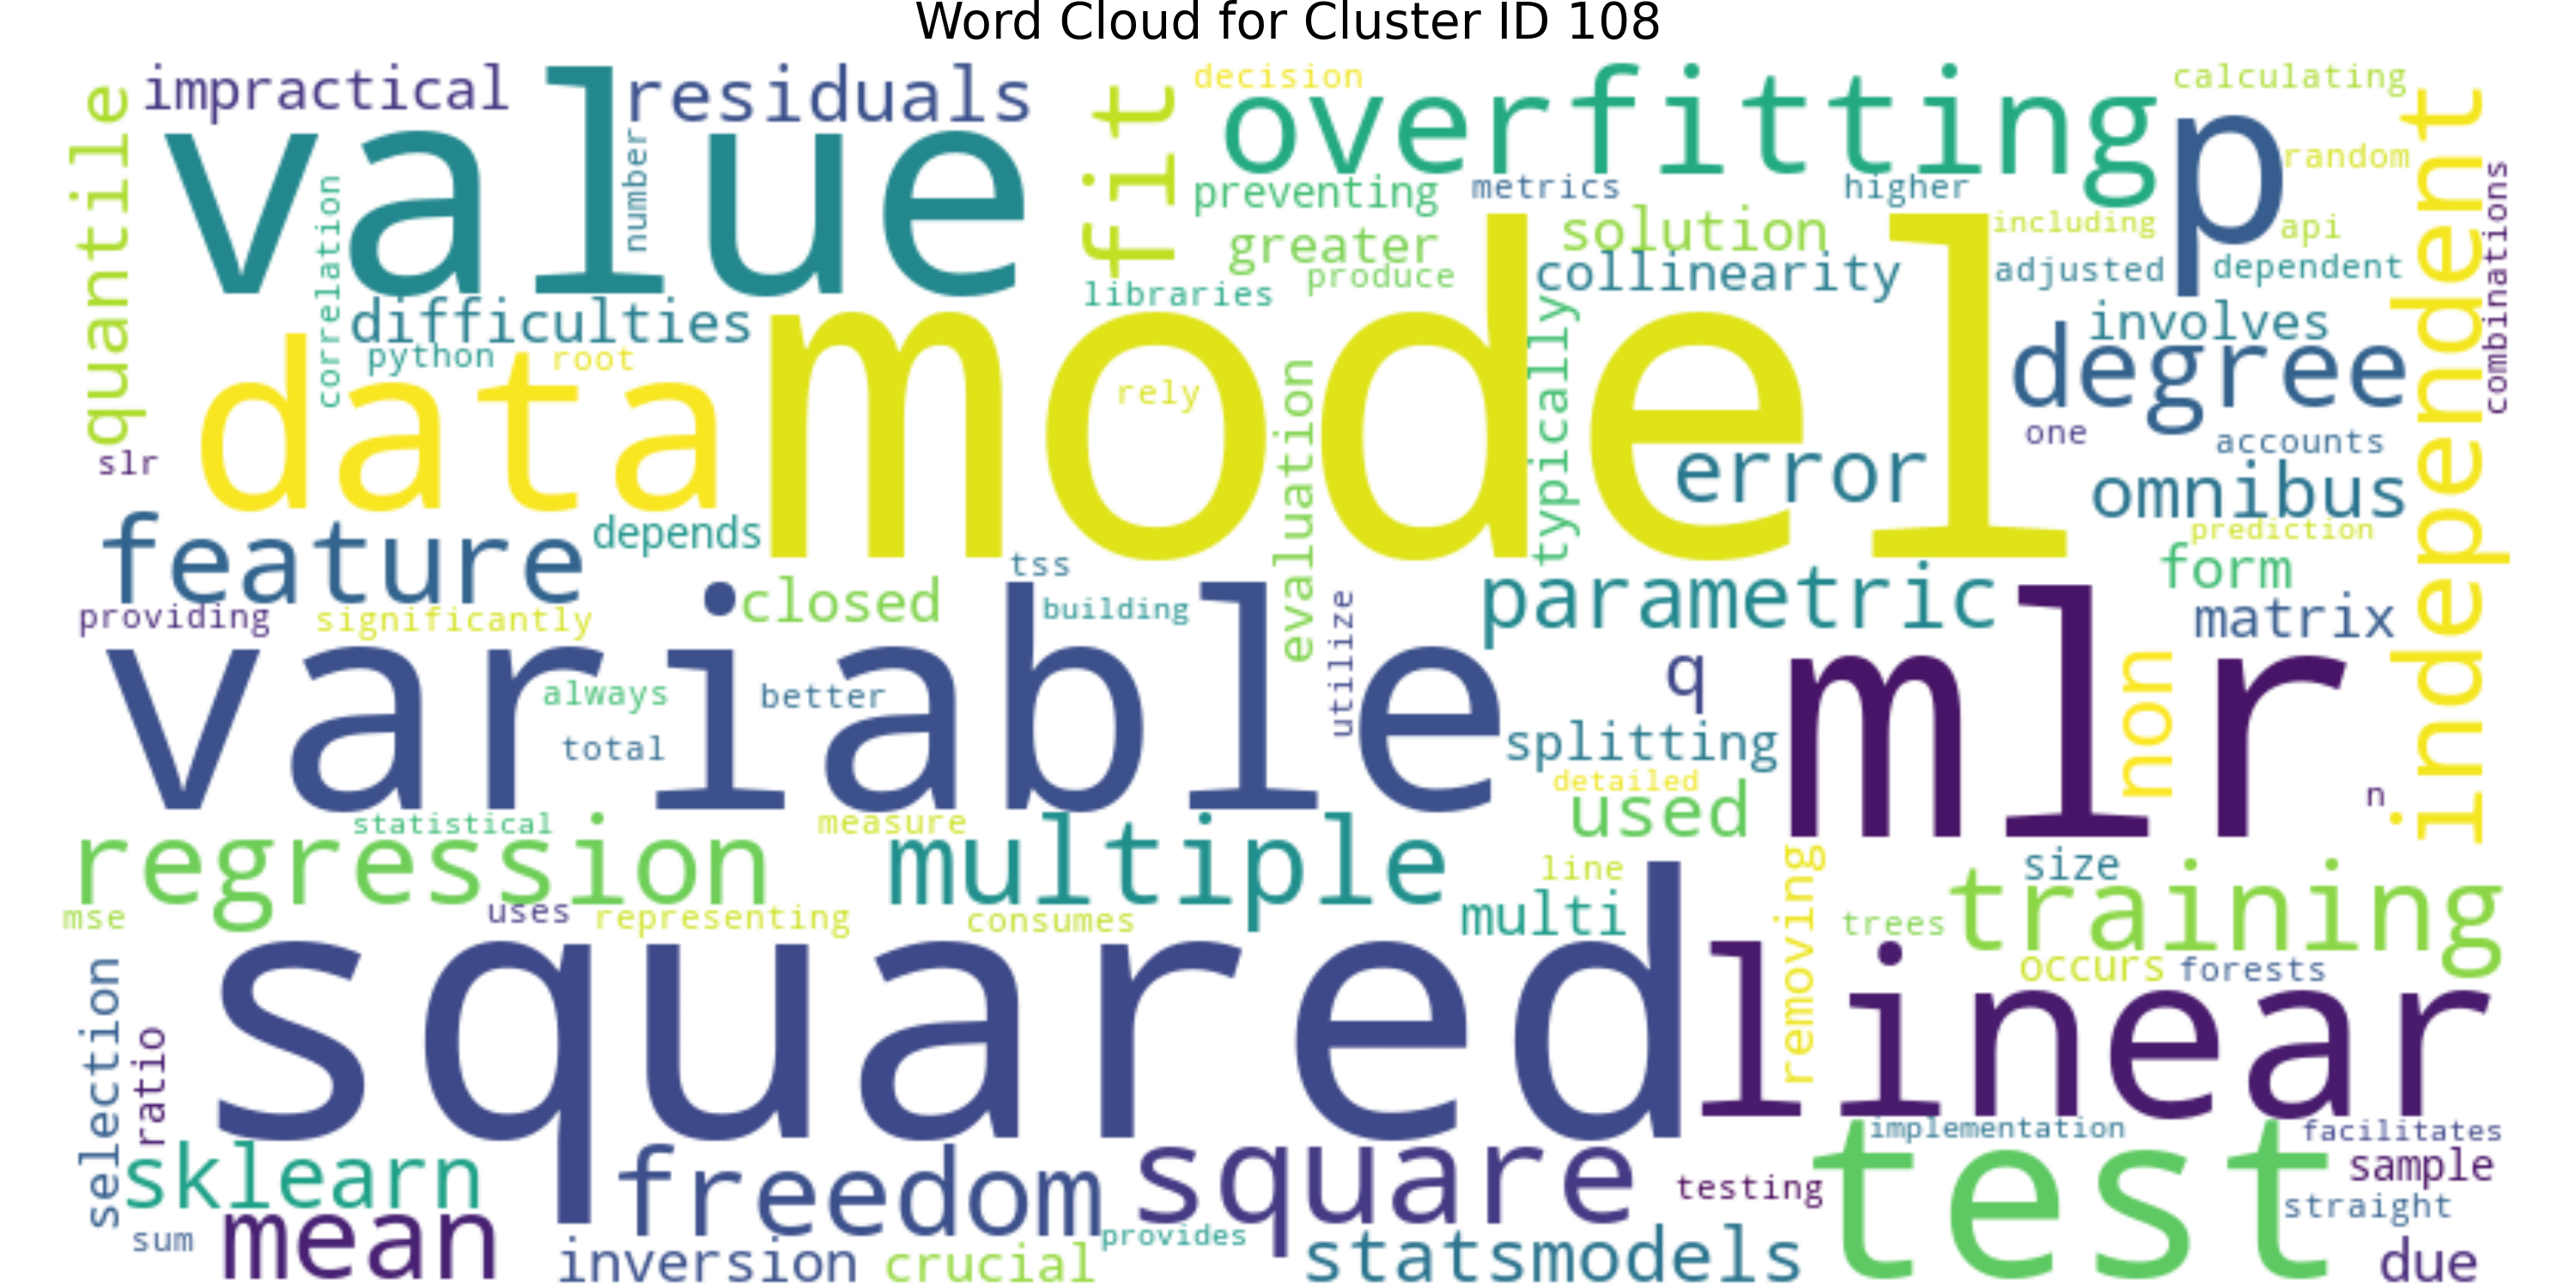 Word Cloud for Cluster ID 108
impractical
residuals
decision
calculating
quantile
value
number
fit
overfitting
p
random
independent
combinations
correlation
preventing
metrics
higher
greater
solution
including
api
libraries
produce
collinearity
adjusted
dependent
difficulties
python
root
data
model
rely
typically
involves
degree
one
accounts
slr
evaluation
error
omnibus
prediction
feature
depends
tss
form
providing
significantly
closed
building
utilize
parametric
matrix
variable
always
better
total
q
mlr
non
splitting
detailed
used
n
statistical
measure
regression
multiple
line
removing
size
training
mse
uses
representing
consumes
multi
trees
occurs
forests
selection
ratio
squared
linear
implementation
facilitates
sklearn
freedom
square
testing
test
sample
straight
sum
mean
inversion
crucial
provides
statsmodels
due